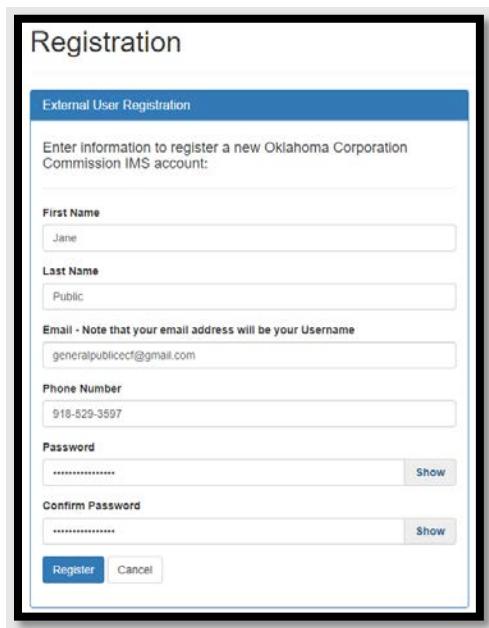 Registration
External User Registration
Enter information to register a new Oklahoma Corporation
Commission IMS account:
First Name
Jane
Last Name
Public
Email - Note that your email address will be your Username
generalpublicecf@gmail.com
Phone Number
918-529-3597
Password
................ Show
Confirm Password
................ Show
Register Cancel